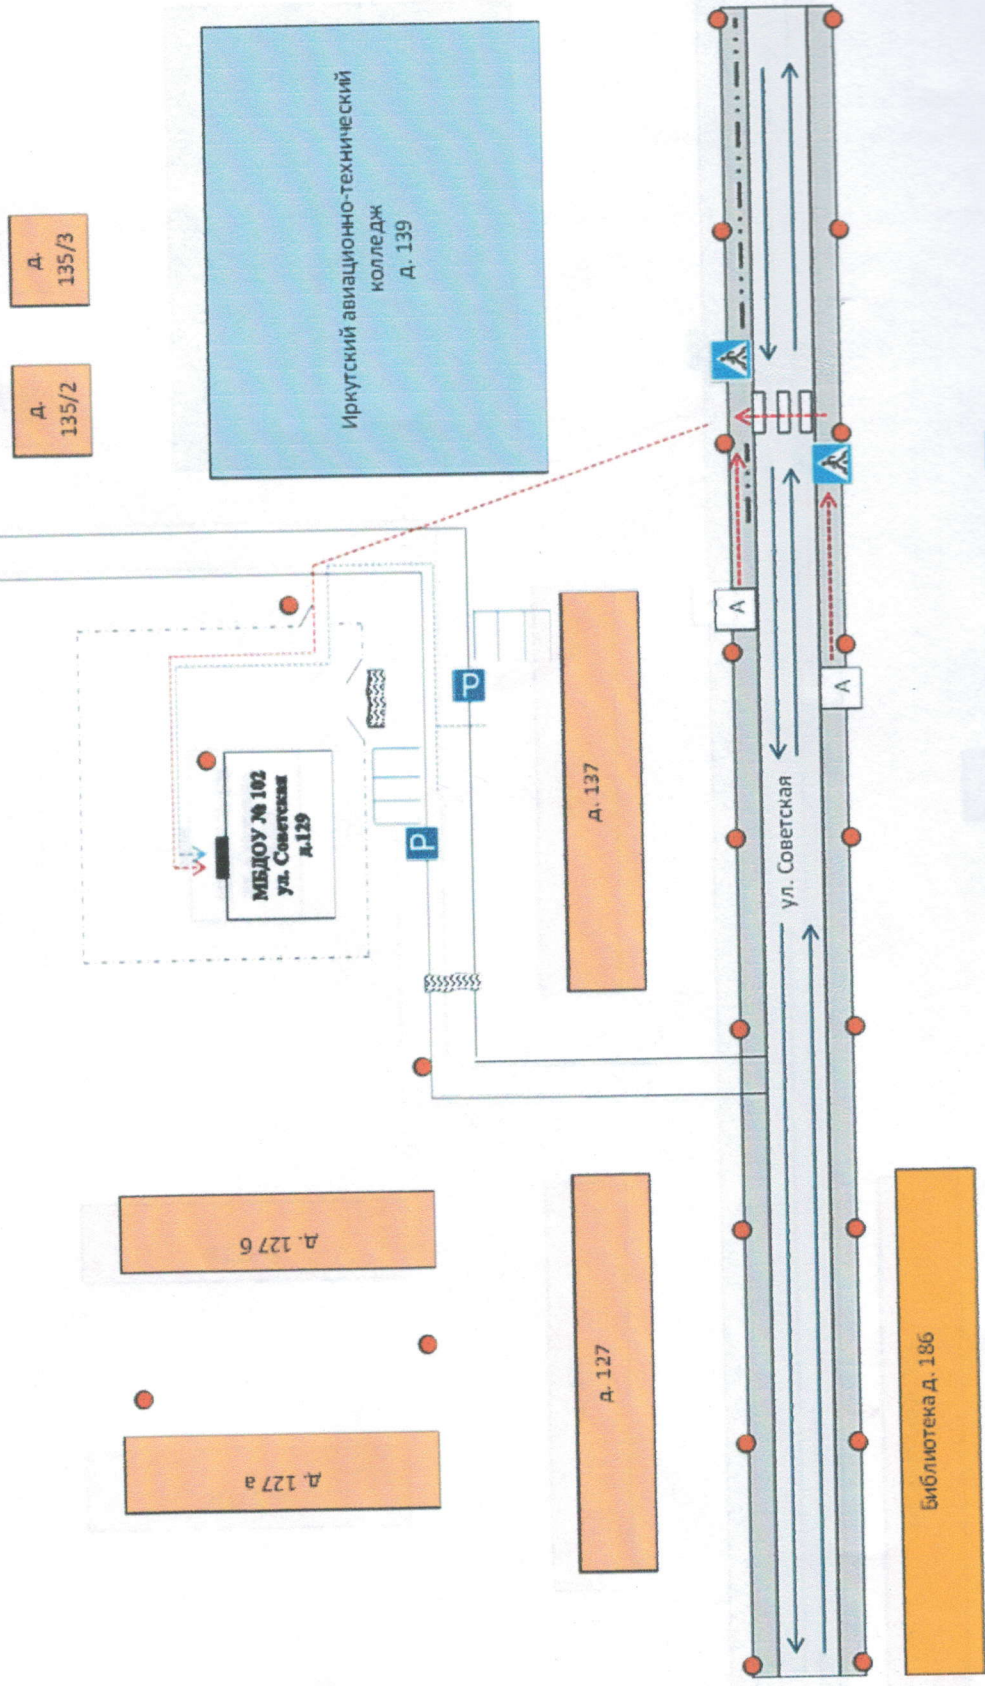 д.
135/3
д.
135/2
Иркутский авиационно-технический
колледж
д. 139
МБДОУ № 102
ул. Советская
д.129
P
P
А
А
д. 137
ул. Советская
д. 127 б
д. 127 а
д. 127
Библиотека д. 186